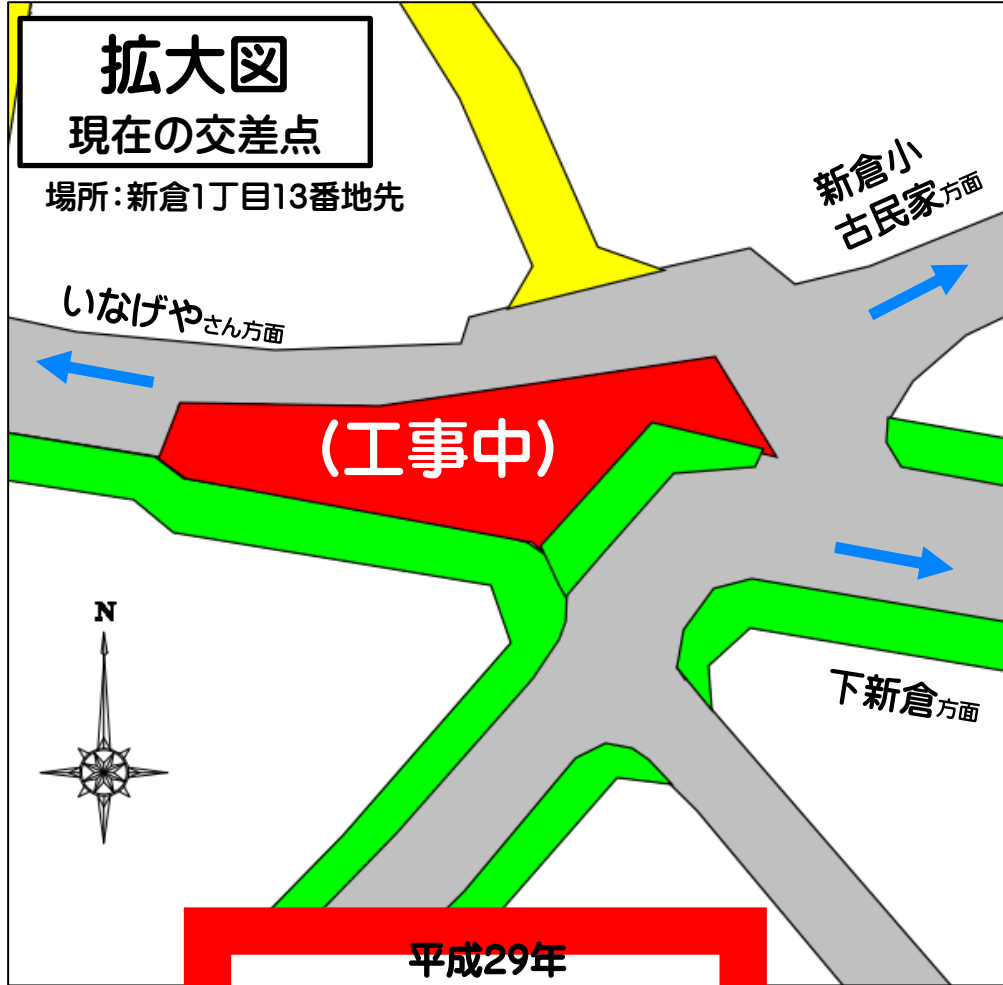 拡大図
現在の交差点
場所：新倉1丁目13番地先
新倉小
古民家方面
いなげやさん方面
(工事中)
N
下新倉方面
平成29年